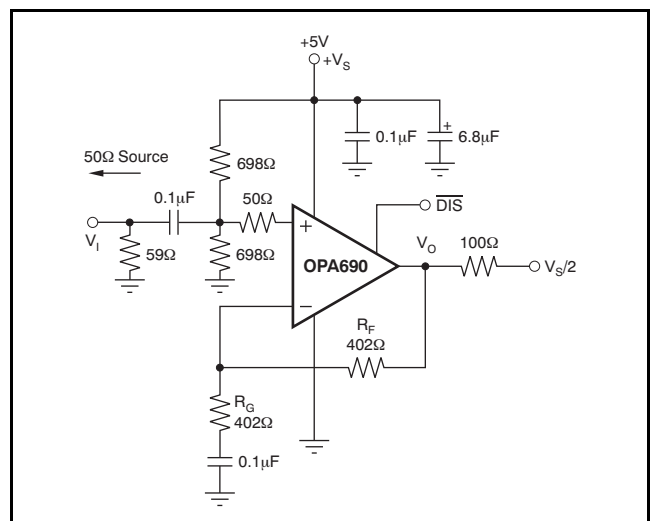 +5V
+V_S
0.1μF
6.8μF
+
50Ω Source
698Ω
0.1μF
50Ω
V_I
59Ω
698Ω
+
−
OPA690
DIS
V_O
100Ω
V_S/2
R_F
402Ω
R_G
402Ω
0.1μF